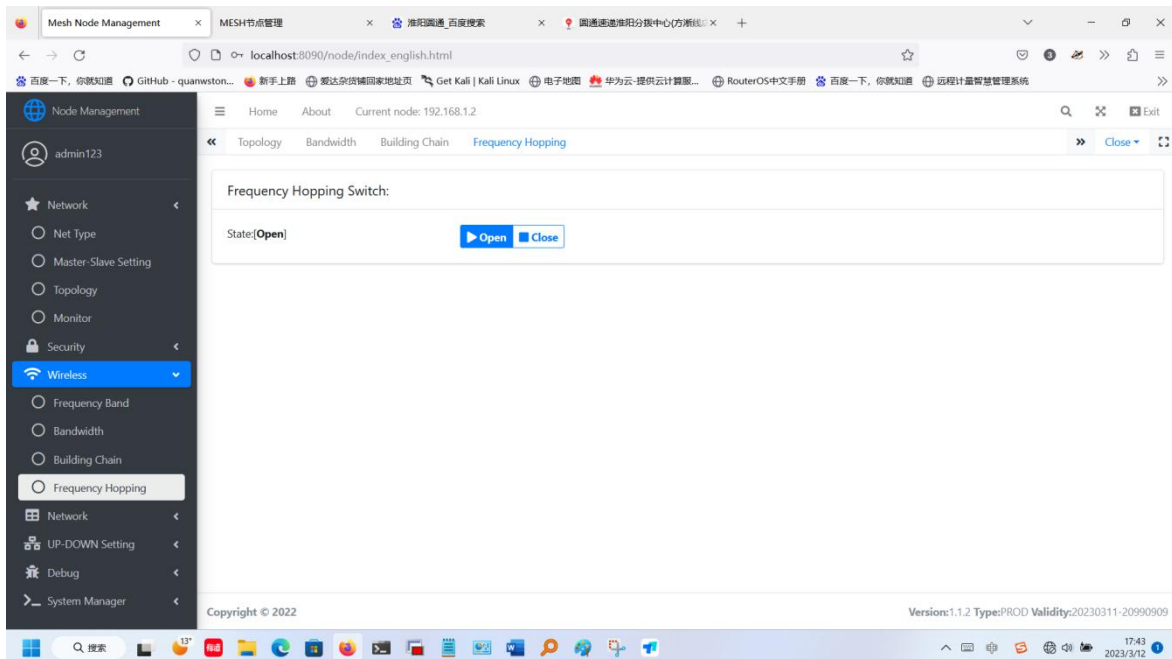 Mesh Node Management
MESH节点管理
淮阳圆通_百度搜索
圆通速递淮阳分拨中心(方淅线
localhost:8090/node/index_english.html
百度一下，你就知道
GitHub - quanwston...
新手上路
爱达杂货铺回家地址页
Get Kali | Kali Linux
电子地图
华为云-提供云计算服...
RouterOS中文手册
百度一下，你就知道
远程计量智慧管理系统
Node Management
Home About Current node: 192.168.1.2
Exit
admin123
Topology Bandwidth Building Chain Frequency Hopping
Close
Frequency Hopping Switch:
State:[Open]
Open Close
Network
Net Type
Master-Slave Setting
Topology
Monitor
Security
Wireless
Frequency Band
Bandwidth
Building Chain
Frequency Hopping
Network
UP-DOWN Setting
Debug
System Manager
Copyright © 2022
Version:1.1.2 Type:PROD Validity:20230311-20990909
搜索
13°
有道
中
17:43
2023/3/12
1